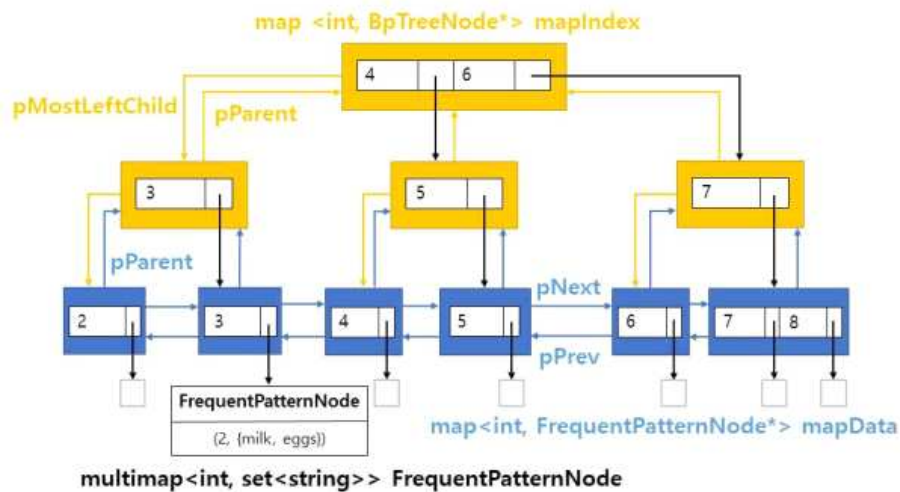 map <int, BpTreeNode*> mapIndex
4 6
pMostLeftChild
pParent
3 5 7
pParent
pNext
2 3 4 5 6 7 8
pPrev
FrequentPatternNode
(2, {milk, eggs})
map<int, FrequentPatternNode*> mapData
multimap<int, set<string>> FrequentPatternNode